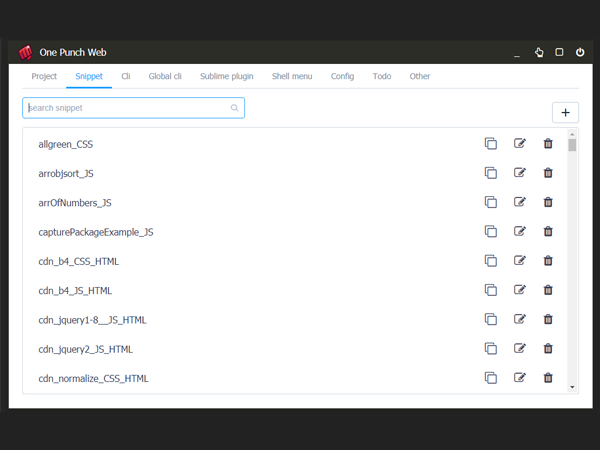 One Punch Web
Project Snippet Cli Global cli Sublime plugin Shell menu Config Todo Other
search snippet
allgreen_CSS
arrobjsort_JS
arrOfNumbers_JS
capturePackageExample_JS
cdn_b4_CSS_HTML
cdn_b4_JS_HTML
cdn_jquery1-8__JS_HTML
cdn_jquery2_JS_HTML
cdn_normalize_CSS_HTML